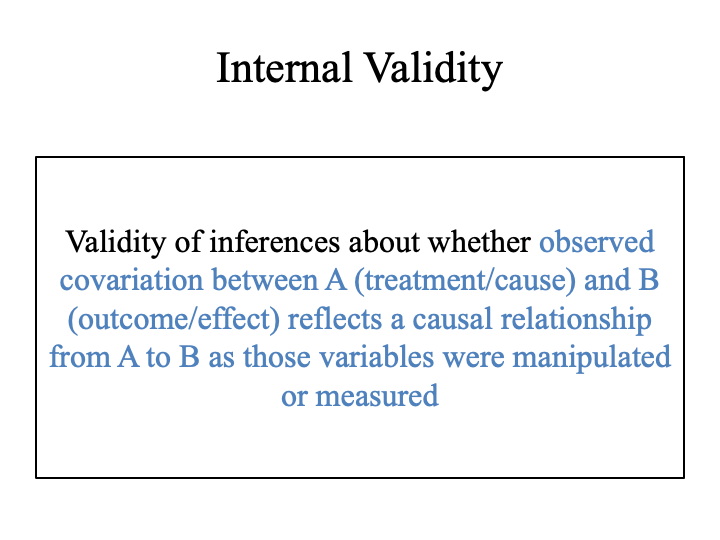 Internal Validity
Validity of inferences about whether observed
covariation between A (treatment/cause) and B
(outcome/effect) reflects a causal relationship
from A to B as those variables were manipulated
or measured